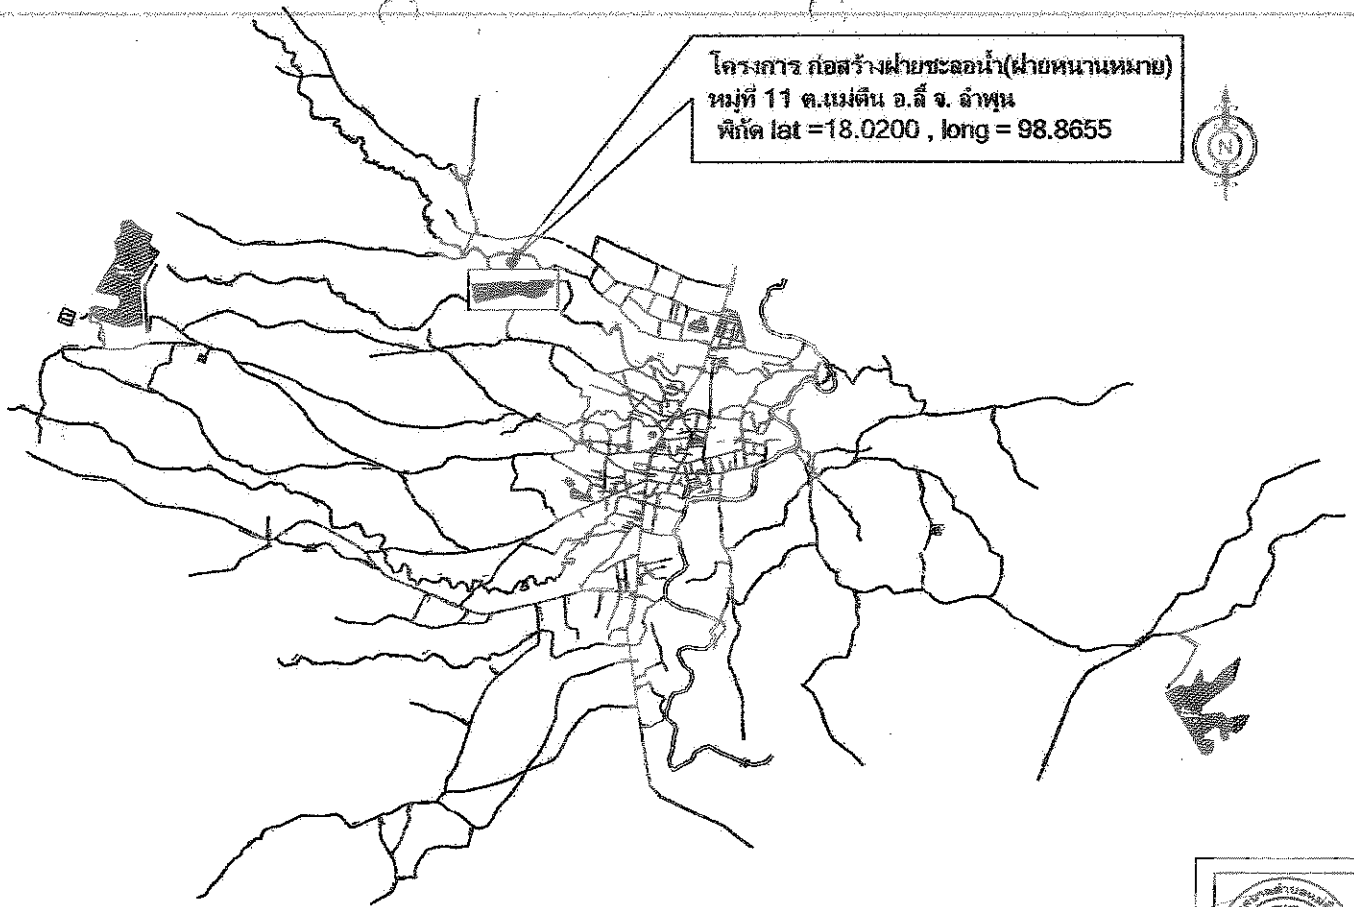 โครงการ ก่อสร้างฝายชะลอน้ำ(ฝายหนานหมาย)
หมู่ที่ 11 ต.แม่ตืน อ.ลี้ จ. ลำพูน
พิกัด lat =18.0200 , long = 98.8655
N